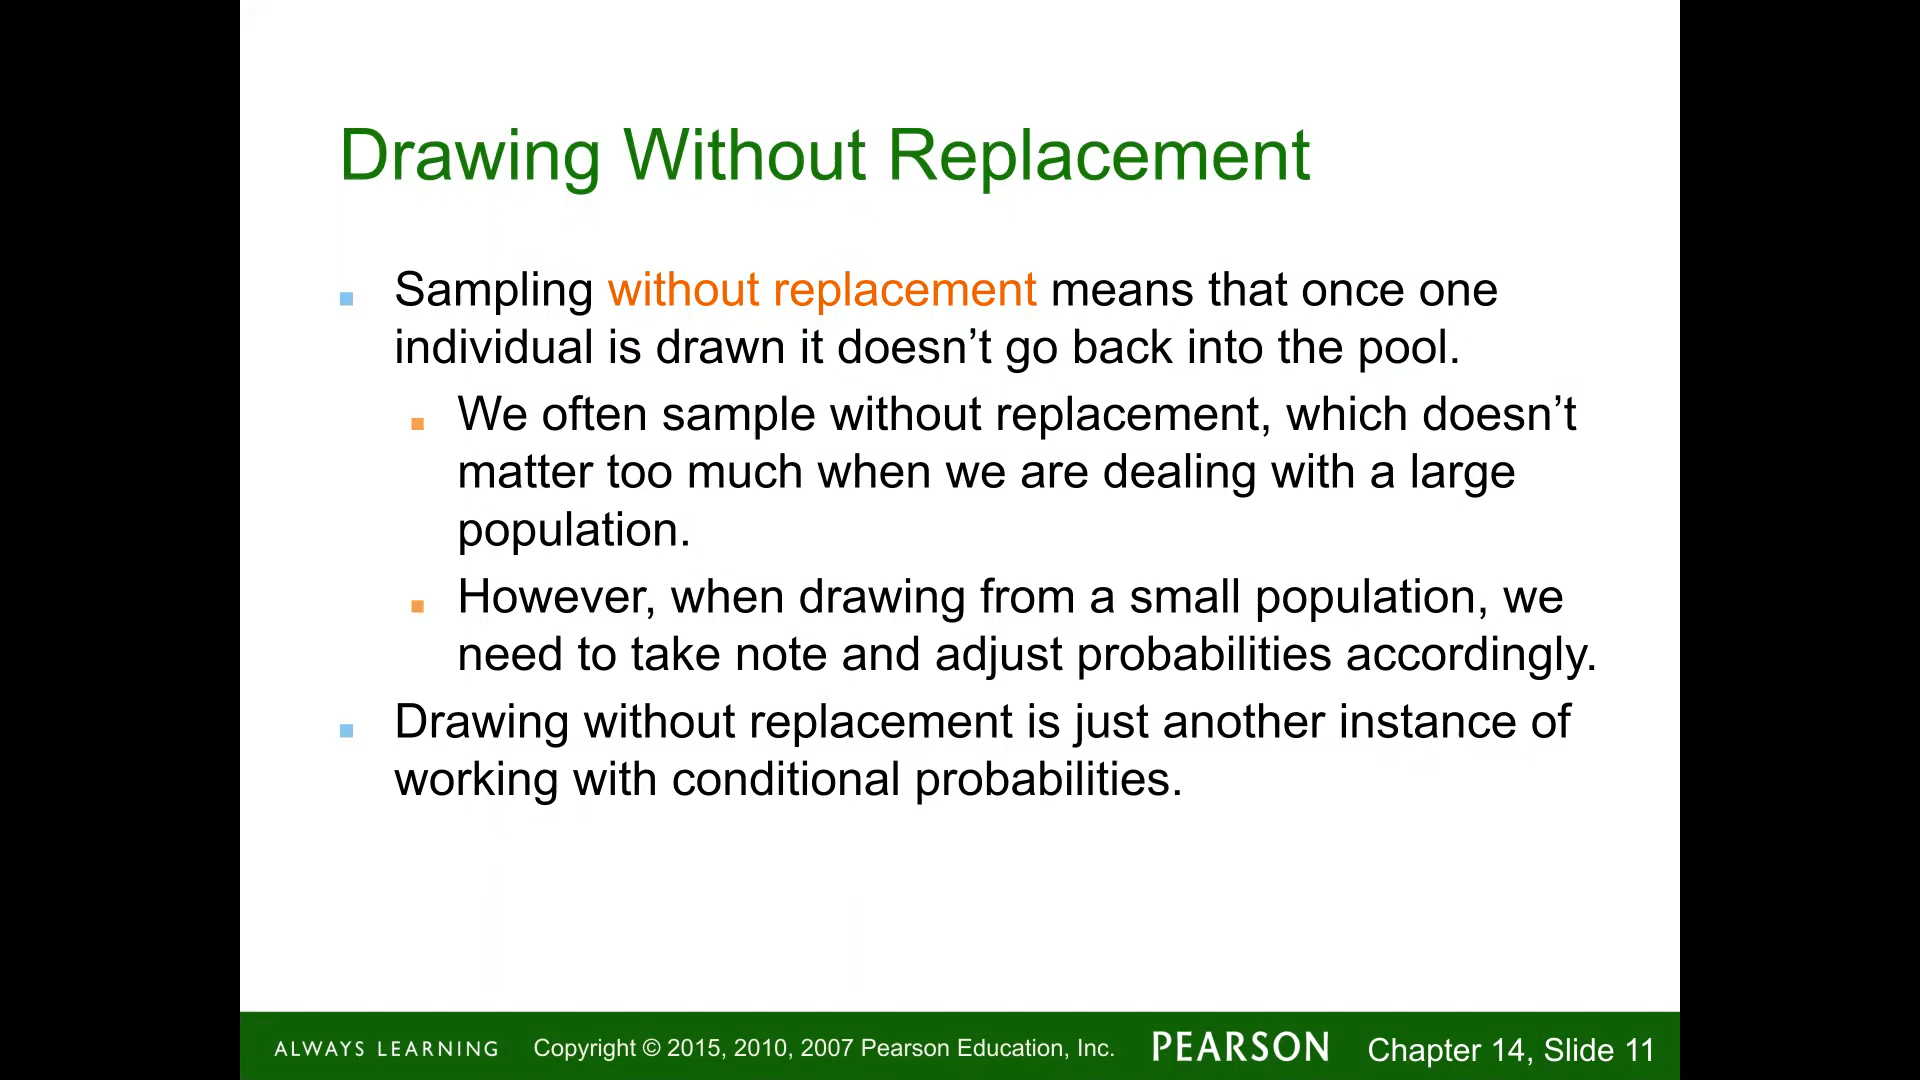 Drawing Without Replacement
Sampling without replacement means that once one
individual is drawn it doesn’t go back into the pool.
We often sample without replacement, which doesn’t
matter too much when we are dealing with a large
population.
However, when drawing from a small population, we
need to take note and adjust probabilities accordingly.
Drawing without replacement is just another instance of
working with conditional probabilities.
ALWAYS LEARNING Copyright © 2015, 2010, 2007 Pearson Education, Inc. PEARSON Chapter 14, Slide 11